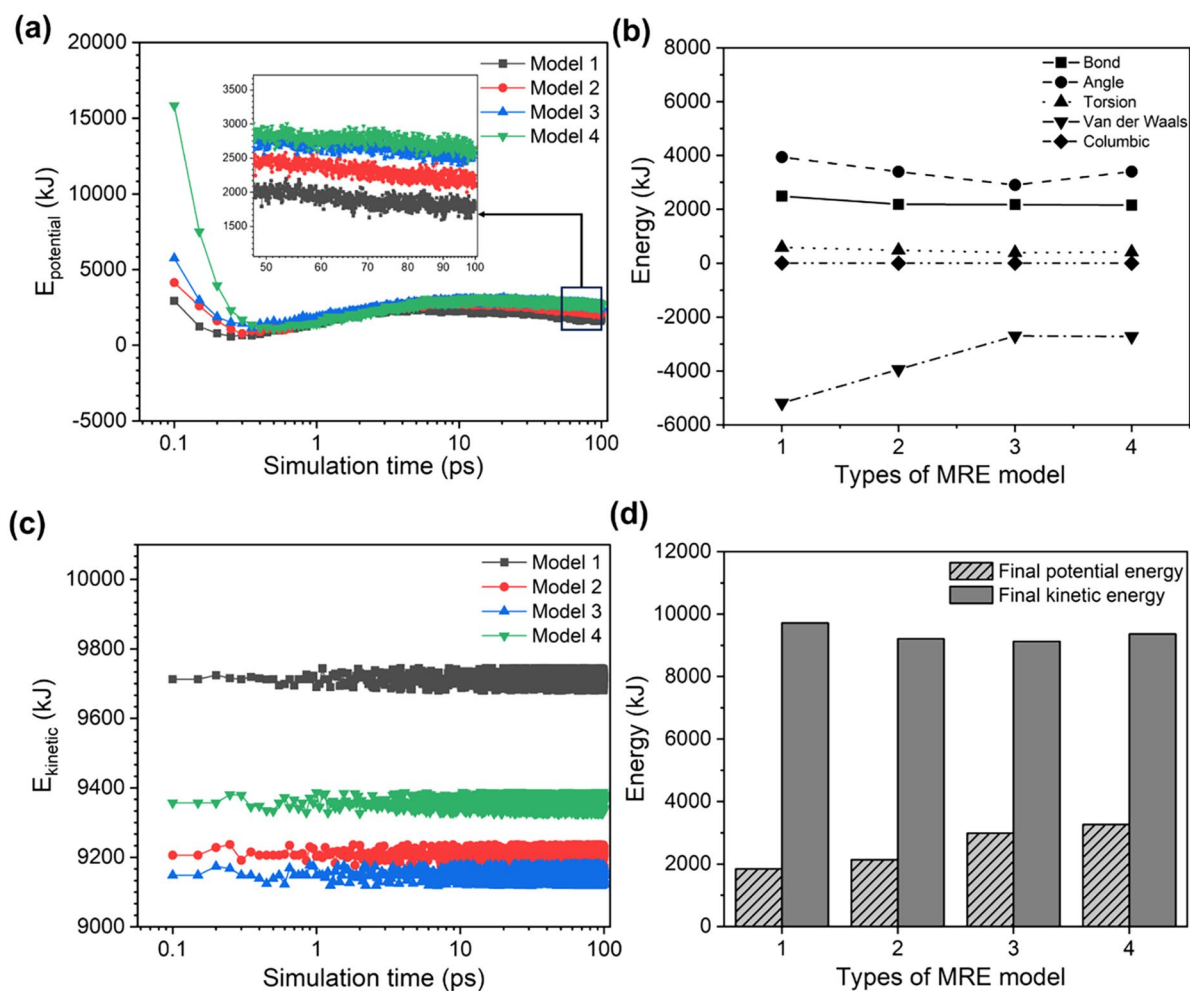 (a)
20000
15000
10000
5000
0
-5000
E_potential (kJ)
0.1
1
10
100
Simulation time (ps)
Model 1
Model 2
Model 3
Model 4
3500
3000
2500
2000
1500
50
60
70
80
90
100
(b)
8000
6000
4000
2000
0
-2000
-4000
-6000
Energy (kJ)
1
2
3
4
Types of MRE model
Bond
Angle
Torsion
Van der Waals
Columbic
(c)
10000
9800
9600
9400
9200
9000
E_kinetic (kJ)
0.1
1
10
100
Simulation time (ps)
Model 1
Model 2
Model 3
Model 4
(d)
12000
10000
8000
6000
4000
2000
0
Energy (kJ)
1
2
3
4
Types of MRE model
Final potential energy
Final kinetic energy